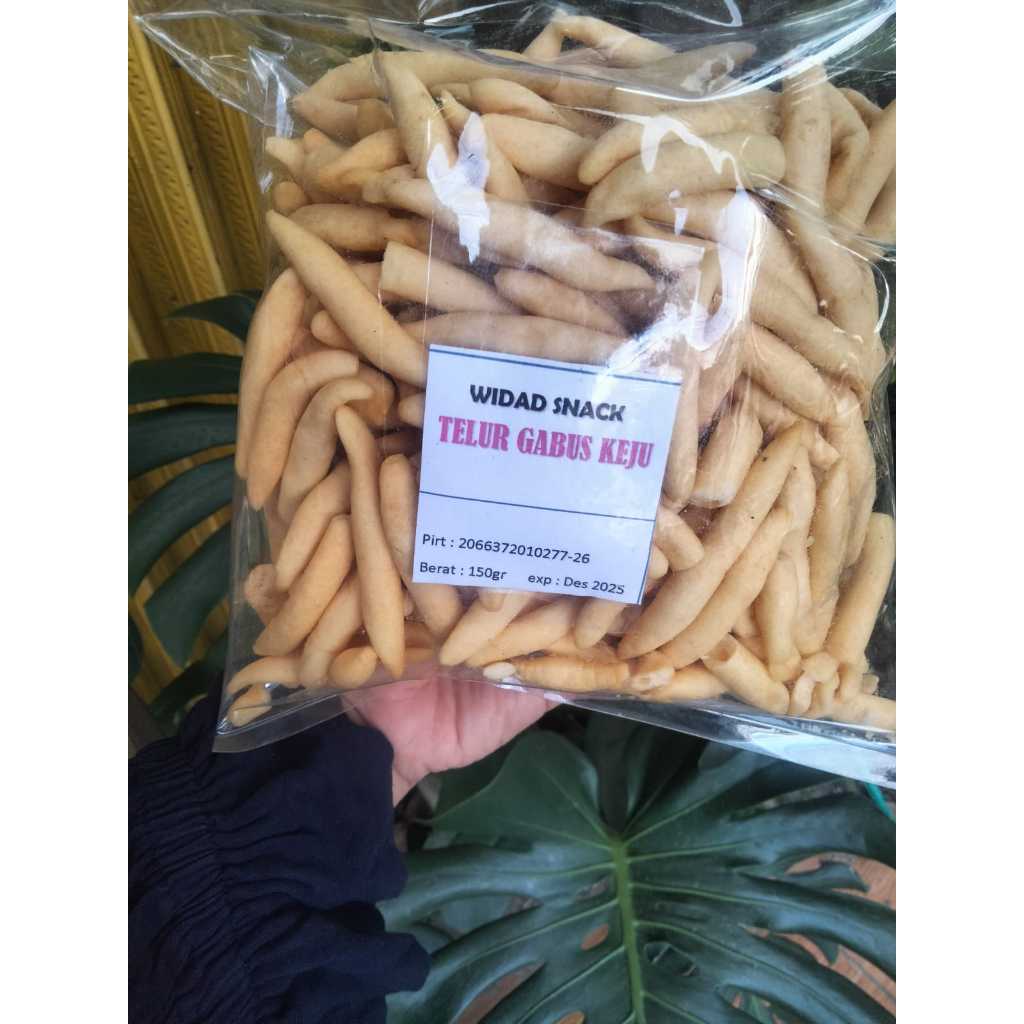 WIDAD SNACK
TELUR GABUS KEJU
Pirt : 2066372010277-26
Berat : 150gr exp : Des 2025